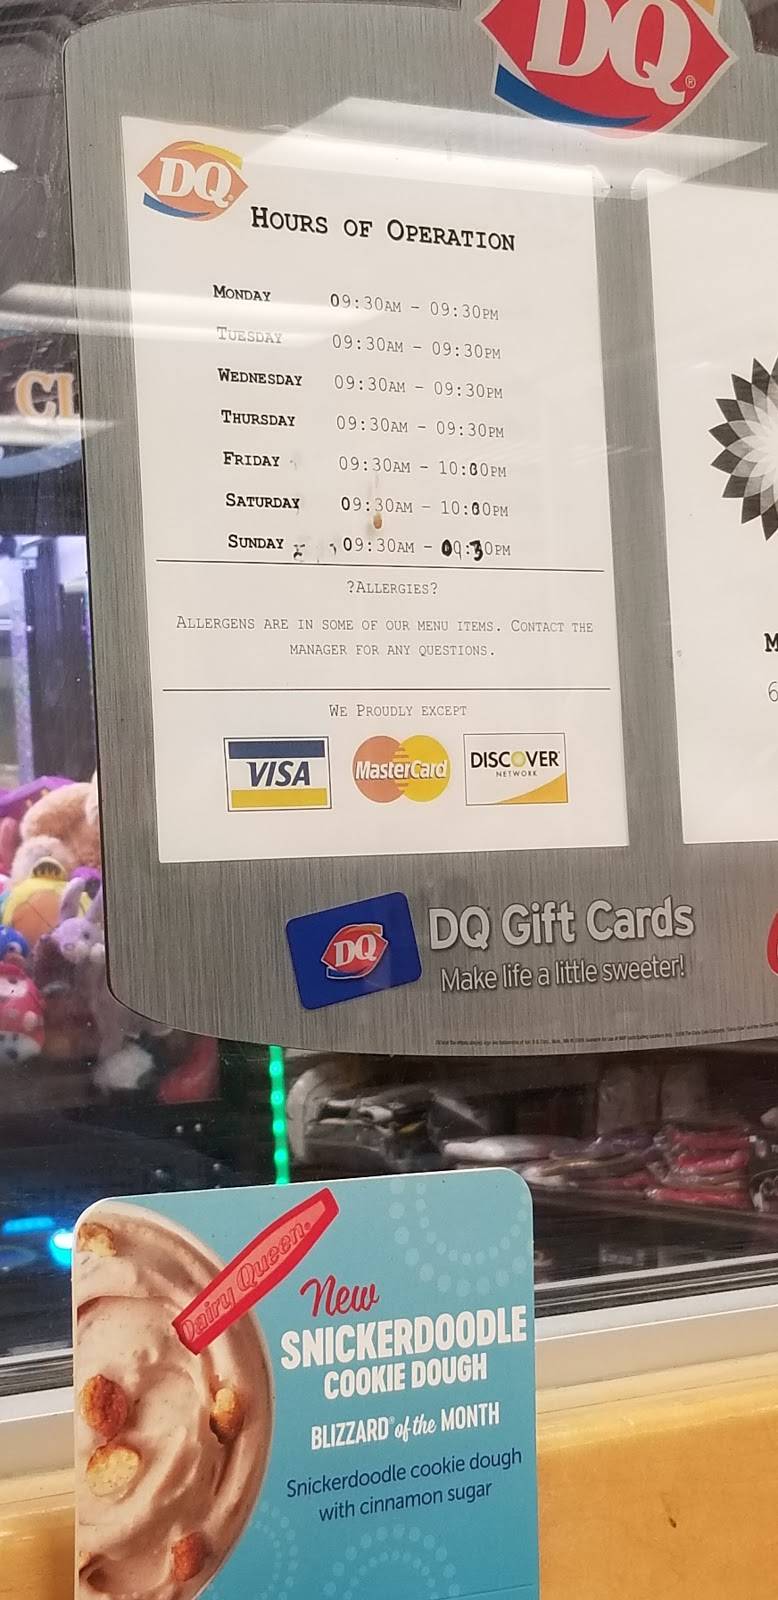 DQ
DQ
HOURS OF OPERATION
MONDAY 09:30AM - 09:30PM
TUESDAY 09:30AM - 09:30PM
WEDNESDAY 09:30AM - 09:30PM
THURSDAY 09:30AM - 09:30PM
FRIDAY 09:30AM - 10:00PM
SATURDAY 09:30AM - 10:00PM
SUNDAY 09:30AM - 09:30PM
?ALLERGIES?
ALLERGENS ARE IN SOME OF OUR MENU ITEMS. CONTACT THE
MANAGER FOR ANY QUESTIONS.
WE PROUDLY EXCEPT
VISA MasterCard DISCOVER
NETWORK
M
6
DQ
DQ Gift Cards
Make life a little sweeter!
Dairy Queen®
New
SNICKERDOODLE
COOKIE DOUGH
BLIZZARD® of the MONTH
Snickerdoodle cookie dough
with cinnamon sugar